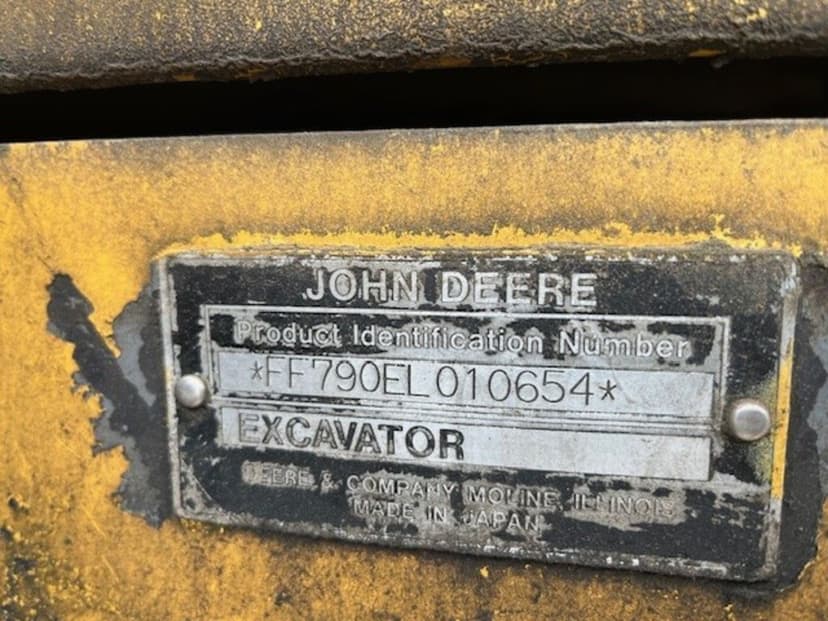 JOHN DEERE
Product Identification Number
*FF790EL010654*
EXCAVATOR
DEERE & COMPANY MOLINE, ILLINOIS
MADE IN JAPAN